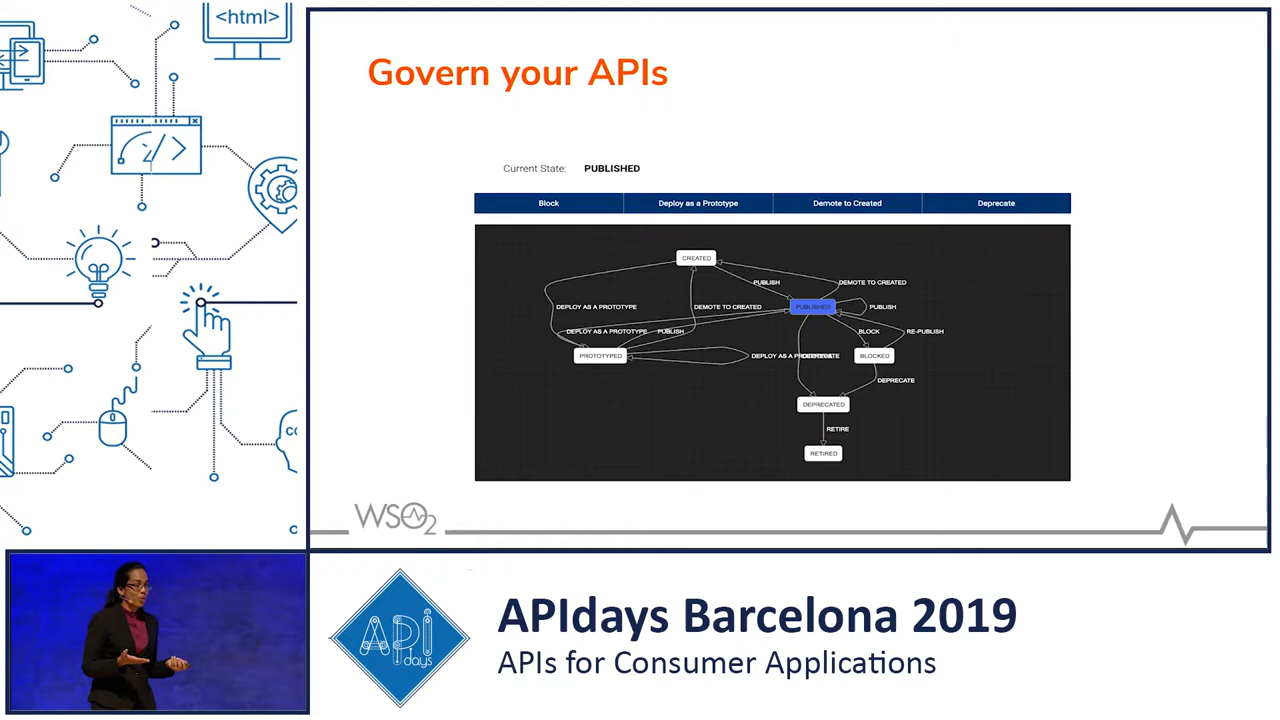 <html>
Govern your APIs
Current State: PUBLISHED
Block Deploy as a Prototype Demote to Created Deprecate
CREATED
PUBLISH DEMOTE TO CREATED
DEPLOY AS A PROTOTYPE DEMOTE TO CREATED PUBLISHED PUBLISH
DEPLOY AS A PROTOTYPE PUBLISH BLOCK RE-PUBLISH
PROTOTYPED DEPLOY AS A PROTOTYPE BLOCKED
DEPRECATE
DEPRECATED
RETIRE
RETIRED
WSO2
API
days
APIdays Barcelona 2019
APIs for Consumer Applications